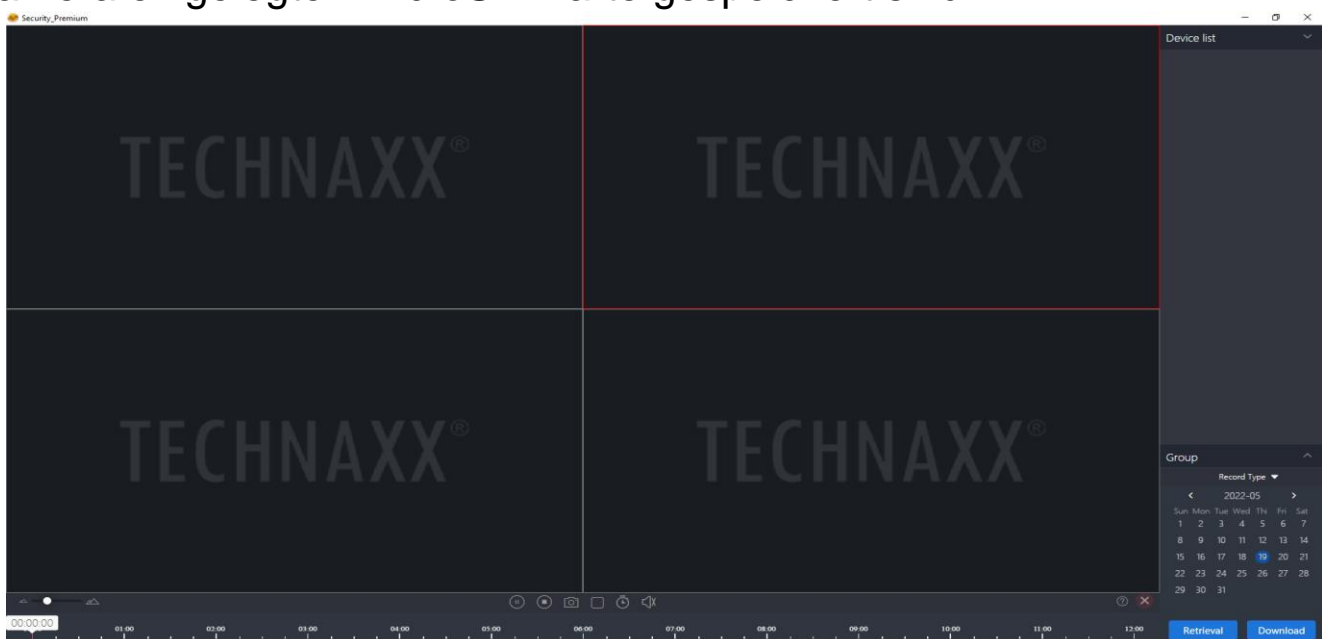 Security_Premium
Device list
TECHNAXX®
TECHNAXX®
TECHNAXX®
TECHNAXX®
Group
Record Type
2022-05
Sun Mon Tue Wed Thu Fri Sat
1 2 3 4 5 6 7
8 9 10 11 12 13 14
15 16 17 18 19 20 21
22 23 24 25 26 27 28
29 30 31
00:00:00 01:00 02:00 03:00 04:00 05:00 06:00 07:00 08:00 09:00 10:00 11:00 12:00
Retrieval Download